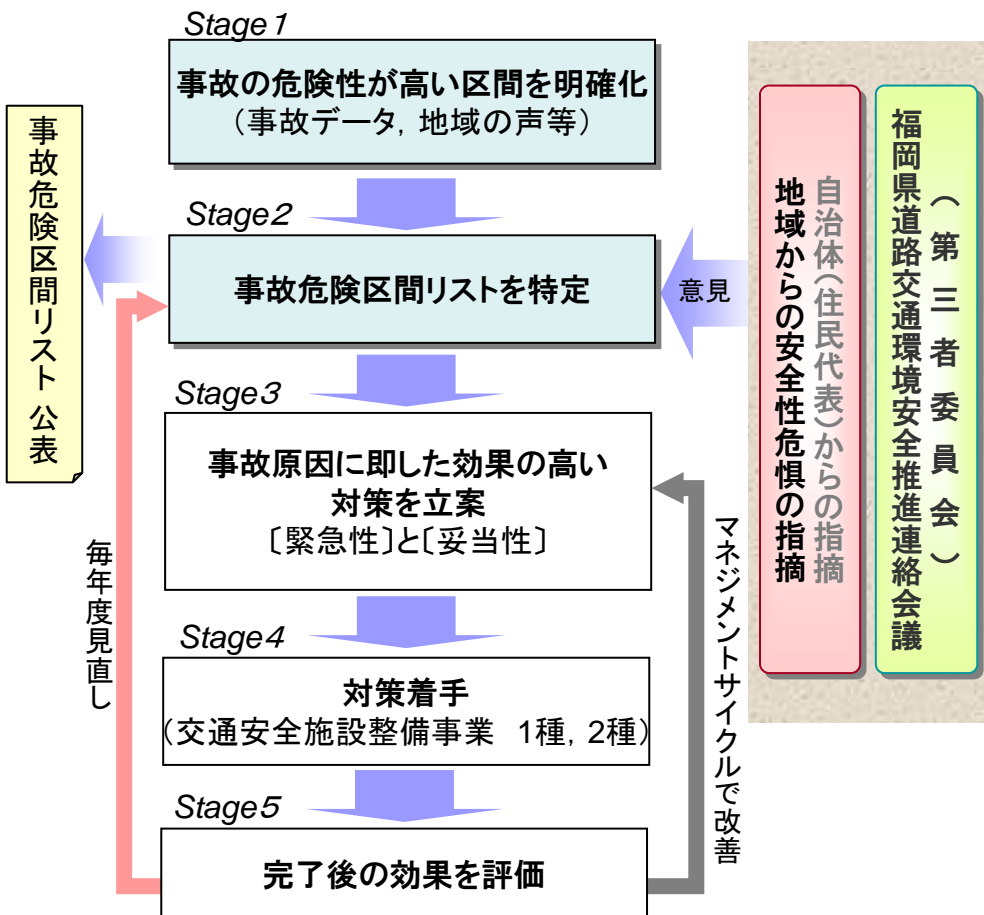 Stage1
事故の危険性が高い区間を明確化
（事故データ，地域の声等）
Stage2
事故危険区間リストを特定
事故危険区間リスト 公表
意見
地域からの安全性危惧の指摘
自治体（住民代表）からの指摘
福岡県道路交通環境安全推進連絡会議
（第三者委員会）
Stage3
事故原因に即した効果の高い
対策を立案
〔緊急性〕と〔妥当性〕
Stage4
対策着手
（交通安全施設整備事業　1種，2種）
Stage5
完了後の効果を評価
毎年度見直し
マネジメントサイクルで改善